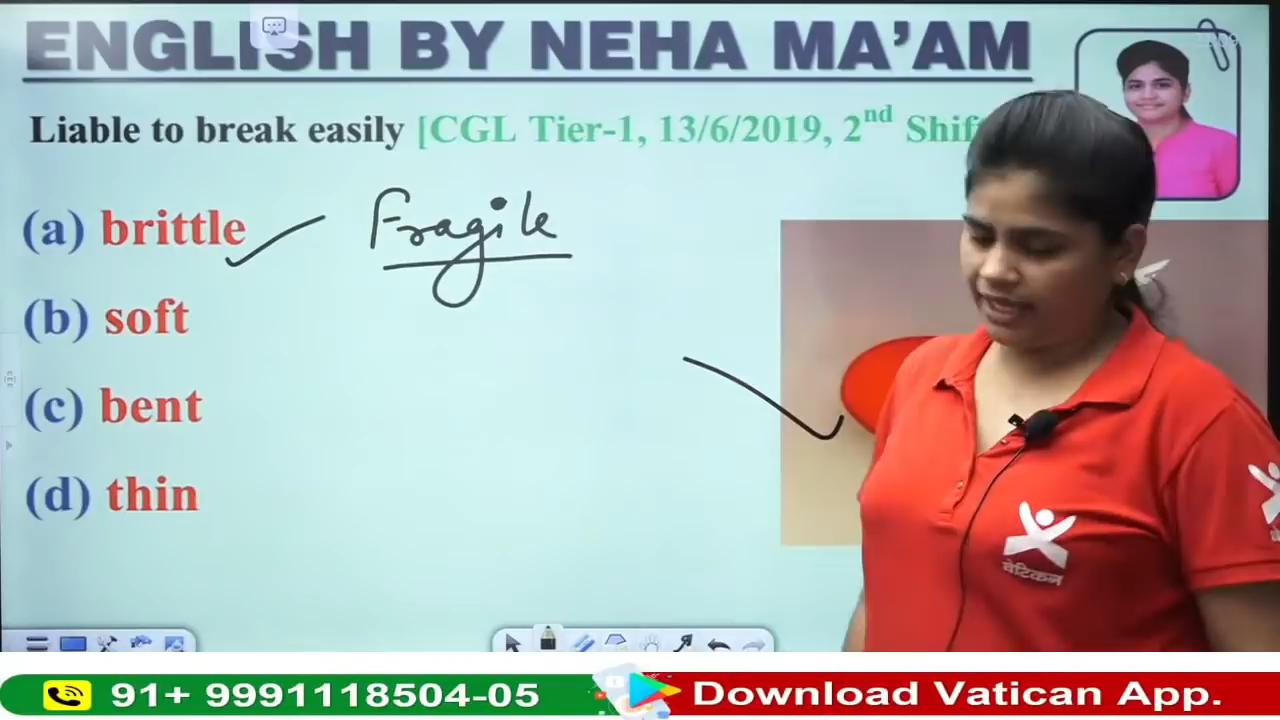 ENGLISH BY NEHA MA’AM
Liable to break easily [CGL Tier-1, 13/6/2019, 2nd Shift
(a) brittle
Fragile
(b) soft
(c) bent
(d) thin
वेटिकन
91+ 9991118504-05
Download Vatican App.